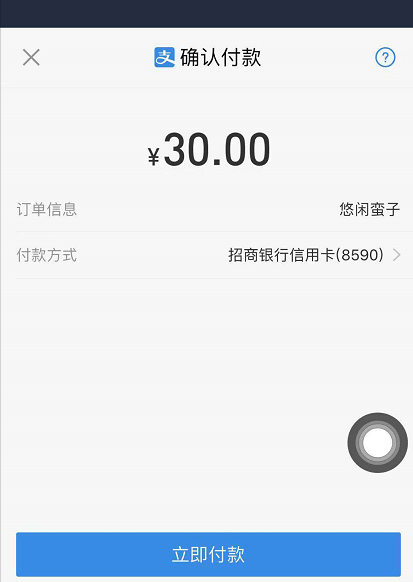 支 确认付款
¥30.00
订单信息 悠闲蛮子
付款方式 招商银行信用卡(8590)
立即付款